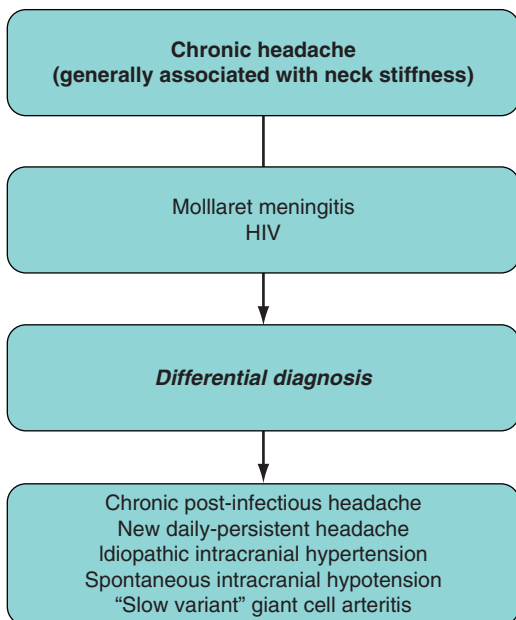 Chronic headache
(generally associated with neck stiffness)
Molllaret meningitis
HIV
Differential diagnosis
Chronic post-infectious headache
New daily-persistent headache
Idiopathic intracranial hypertension
Spontaneous intracranial hypotension
“Slow variant” giant cell arteritis